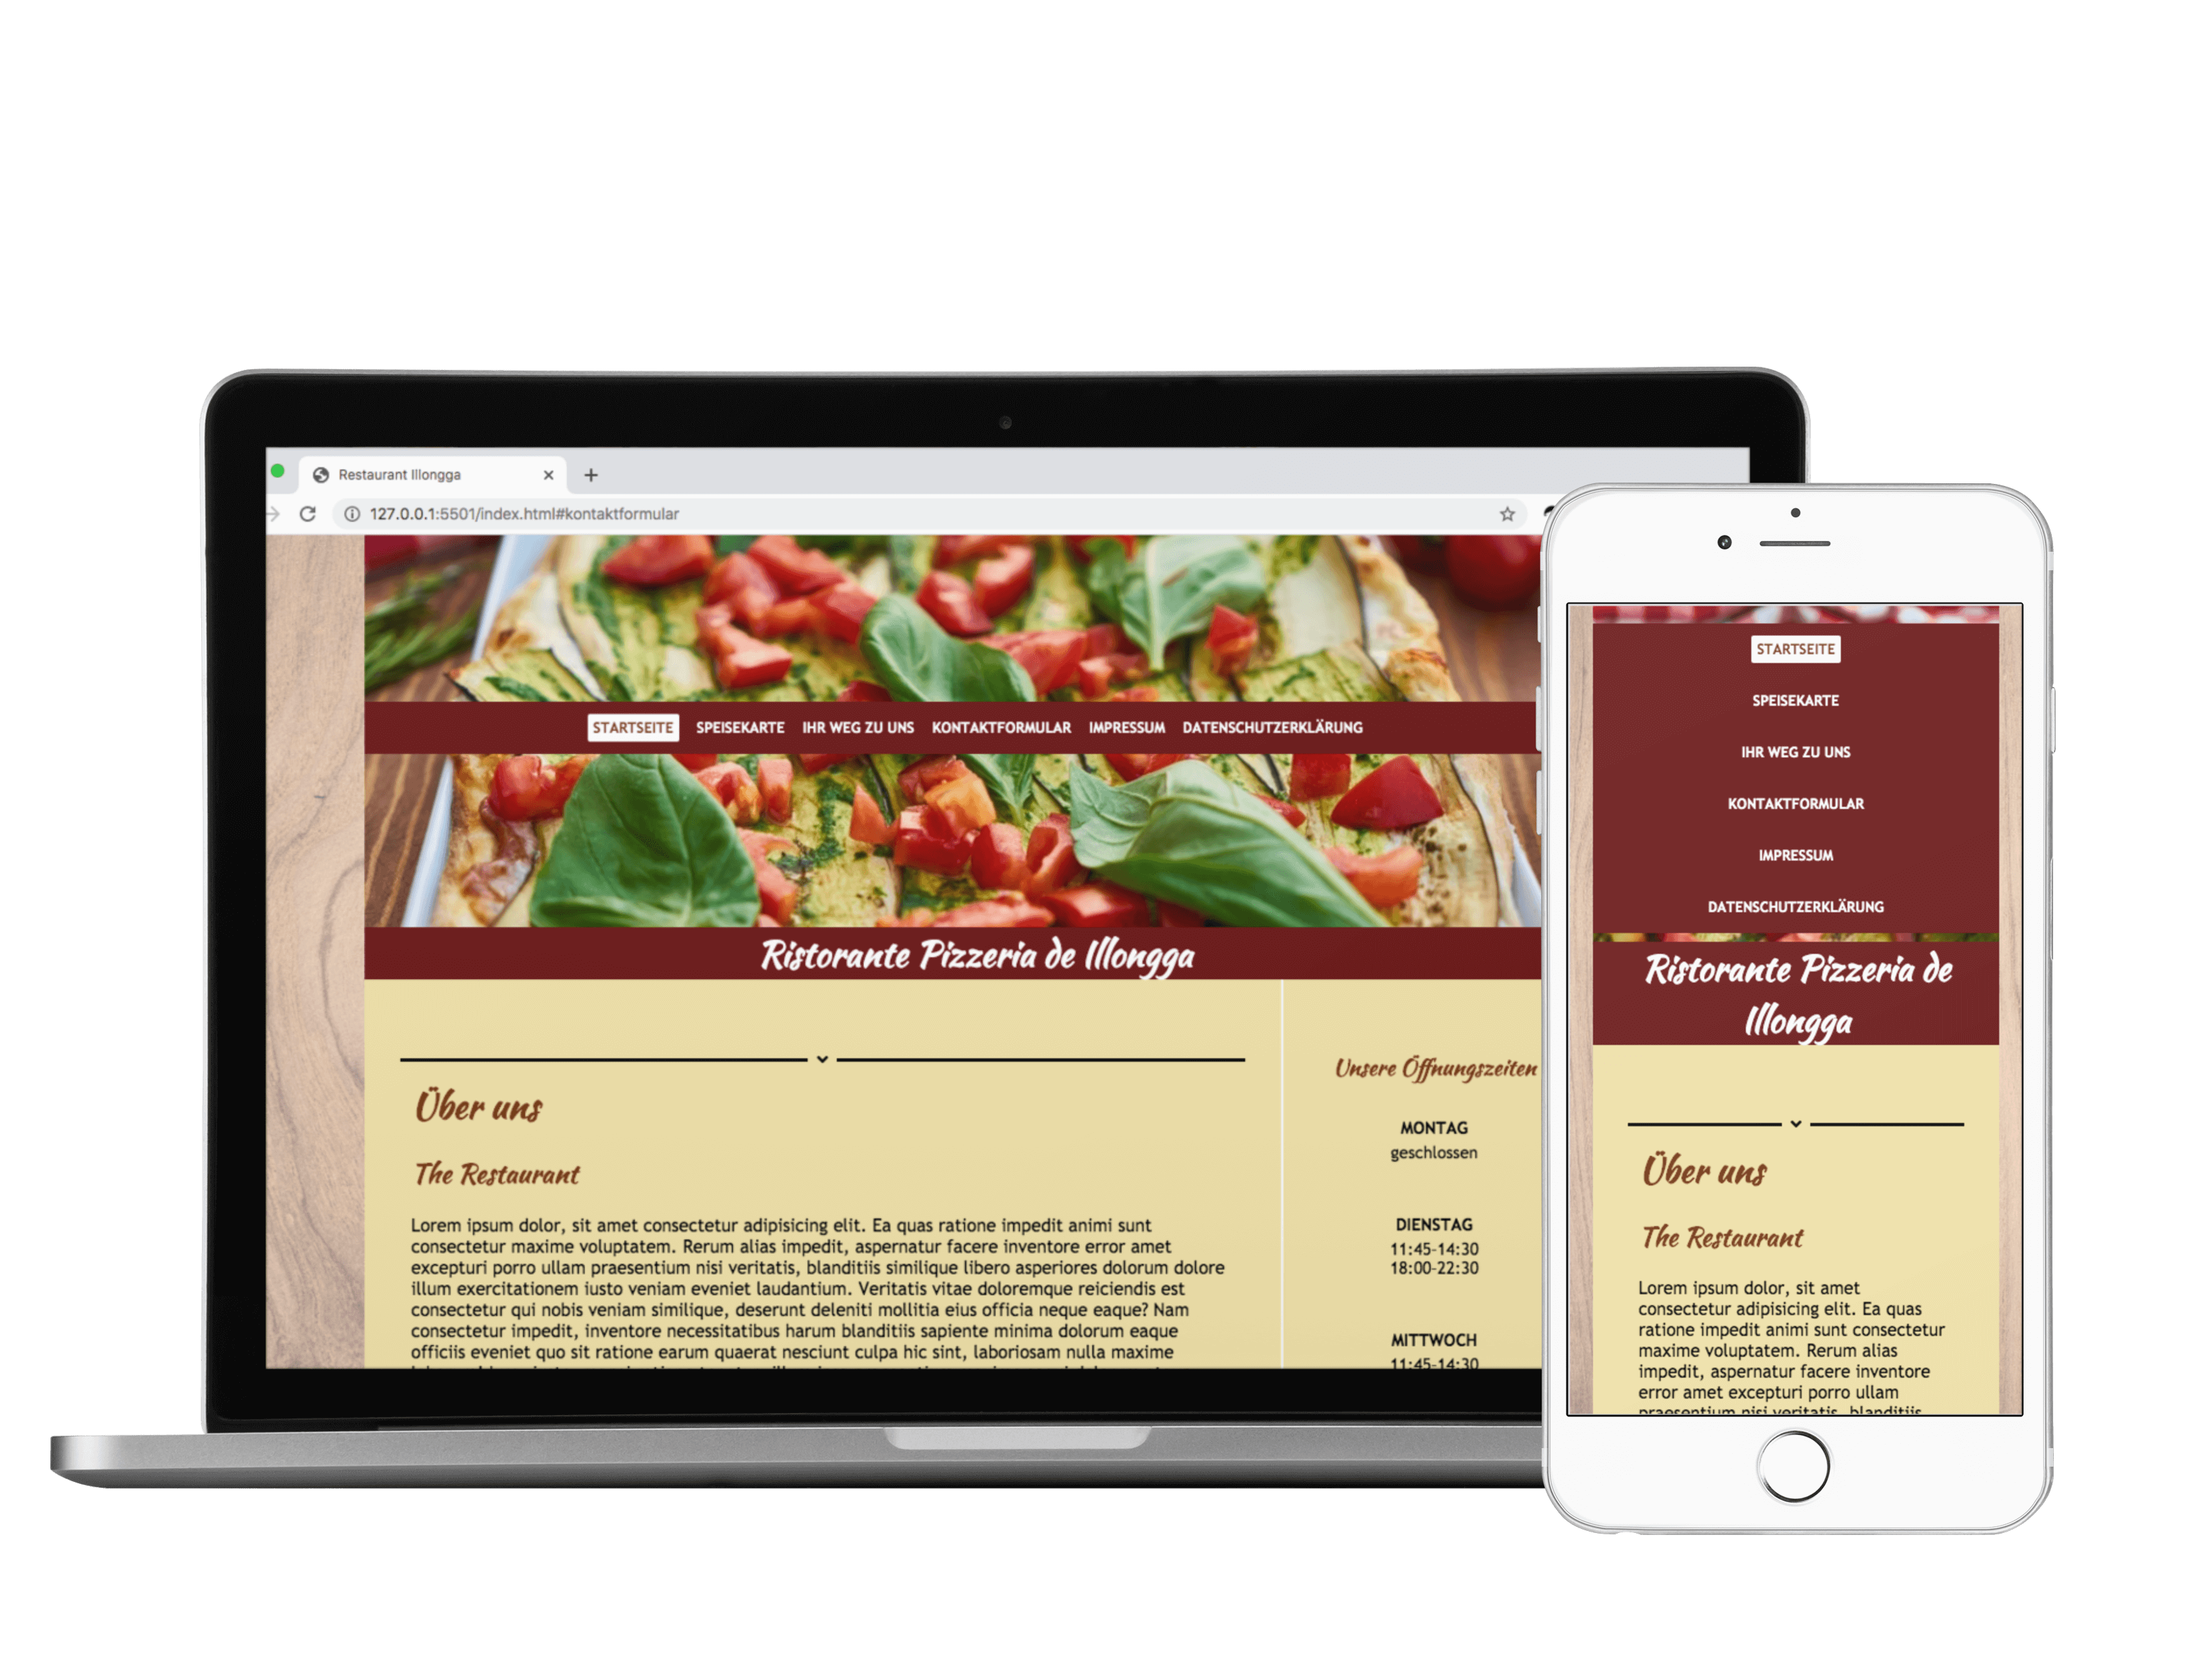 Restaurant Illongga
127.0.0.1:5501/index.html#kontaktformular
STARTSEITE SPEISEKARTE IHR WEG ZU UNS KONTAKTFORMULAR IMPRESSUM DATENSCHUTZERKLÄRUNG
Ristorante Pizzeria de Illongga
Über uns
The Restaurant
Lorem ipsum dolor, sit amet consectetur adipisicing elit. Ea quas ratione impedit animi sunt
consectetur maxime voluptatem. Rerum alias impedit, aspernatur facere inventore error amet
excepturi porro ullam praesentium nisi veritatis, blanditiis similique libero asperiores dolorum dolore
illum exercitationem iusto veniam eveniet laudantium. Veritatis vitae doloremque reiciendis est
consectetur qui nobis veniam similique, deserunt deleniti mollitia eius officia neque eaque? Nam
consectetur impedit, inventore necessitatibus harum blanditiis sapiente minima dolorum eaque
officiis eveniet quo sit ratione earum quaerat nesciunt culpa hic sint, laboriosam nulla maxime
Unsere Öffnungszeiten
MONTAG
geschlossen
DIENSTAG
11:45-14:30
18:00-22:30
MITTWOCH
11:45-14:30
STARTSEITE
SPEISEKARTE
IHR WEG ZU UNS
KONTAKTFORMULAR
IMPRESSUM
DATENSCHUTZERKLÄRUNG
Ristorante Pizzeria de
Illongga
Über uns
The Restaurant
Lorem ipsum dolor, sit amet
consectetur adipisicing elit. Ea quas
ratione impedit animi sunt consectetur
maxime voluptatem. Rerum alias
impedit, aspernatur facere inventore
error amet excepturi porro ullam
praesentium nisi veritatis, blanditiis